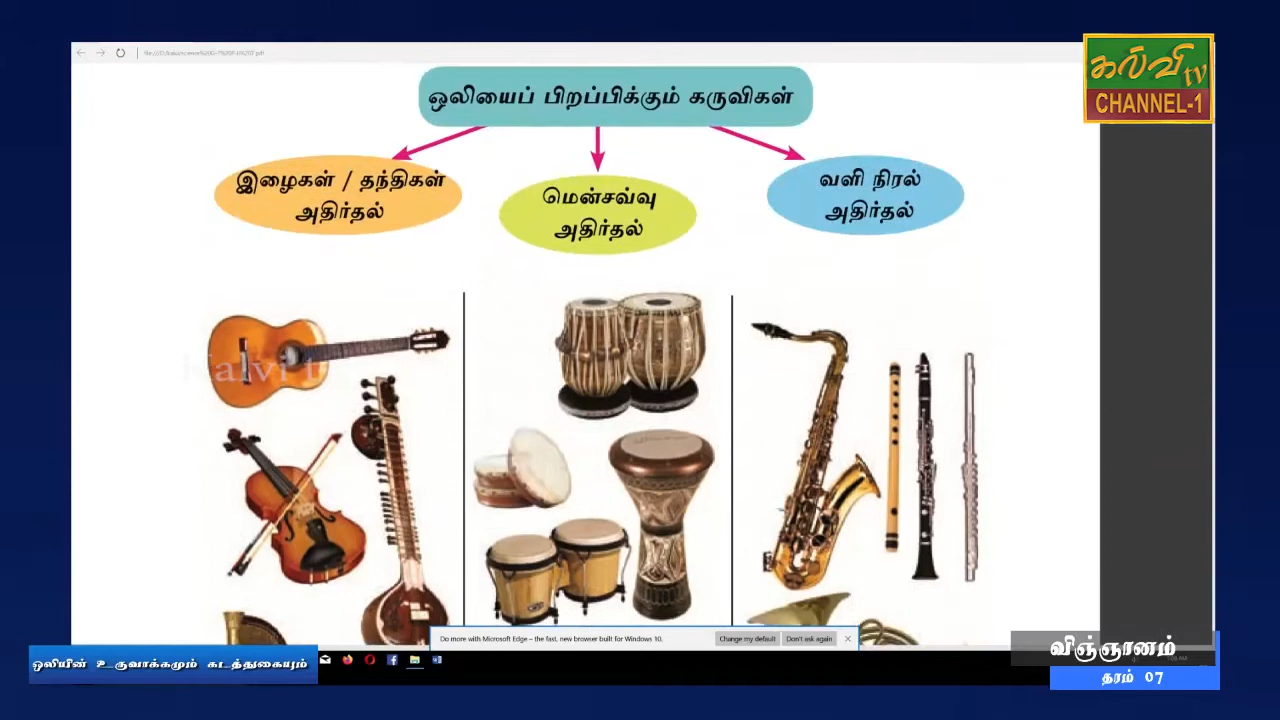 கல்வி tv
CHANNEL-1
ஒலியைப் பிறப்பிக்கும் கருவிகள்
இழைகள் / தந்திகள்
அதிர்தல்
மென்சவ்வு
அதிர்தல்
வளி நிரல்
அதிர்தல்
Kalvi
Do more with Microsoft Edge – the fast, new browser built for Windows 10.
Change my default
Don't ask again
விஞ்ஞானம்
தரம் 07
ஒலியின் உருவாக்கமும் கடத்துகையும்